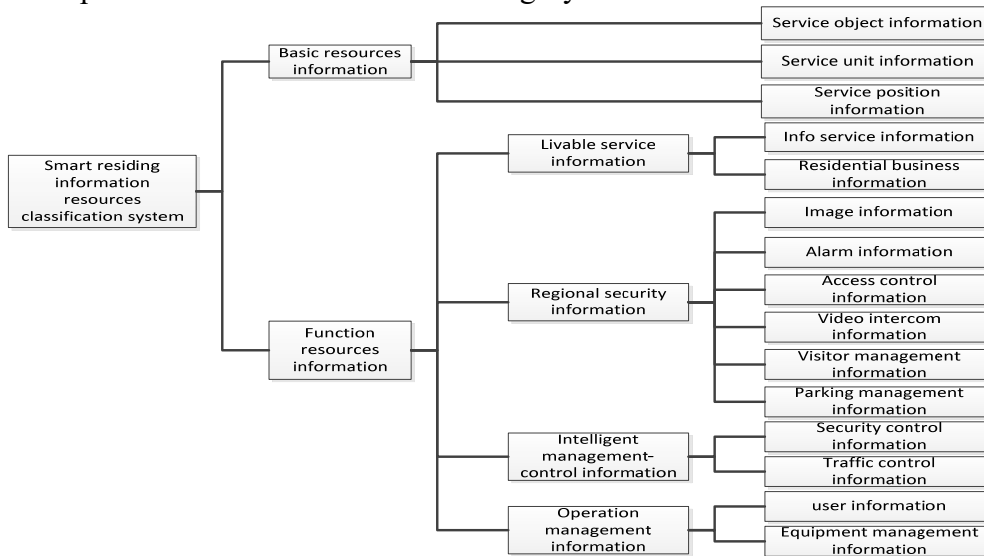 Service object information
Basic resources
information
Service unit information
Service position
information
Smart residing
information
resources
classification system
Livable service
information
Info service information
Residential business
information
Image information
Alarm information
Regional security
information
Access control
information
Video intercom
information
Function
resources
information
Visitor management
information
Parking management
information
Intelligent
management-
control information
Security control
information
Traffic control
information
Operation
management
information
user information
Equipment management
information